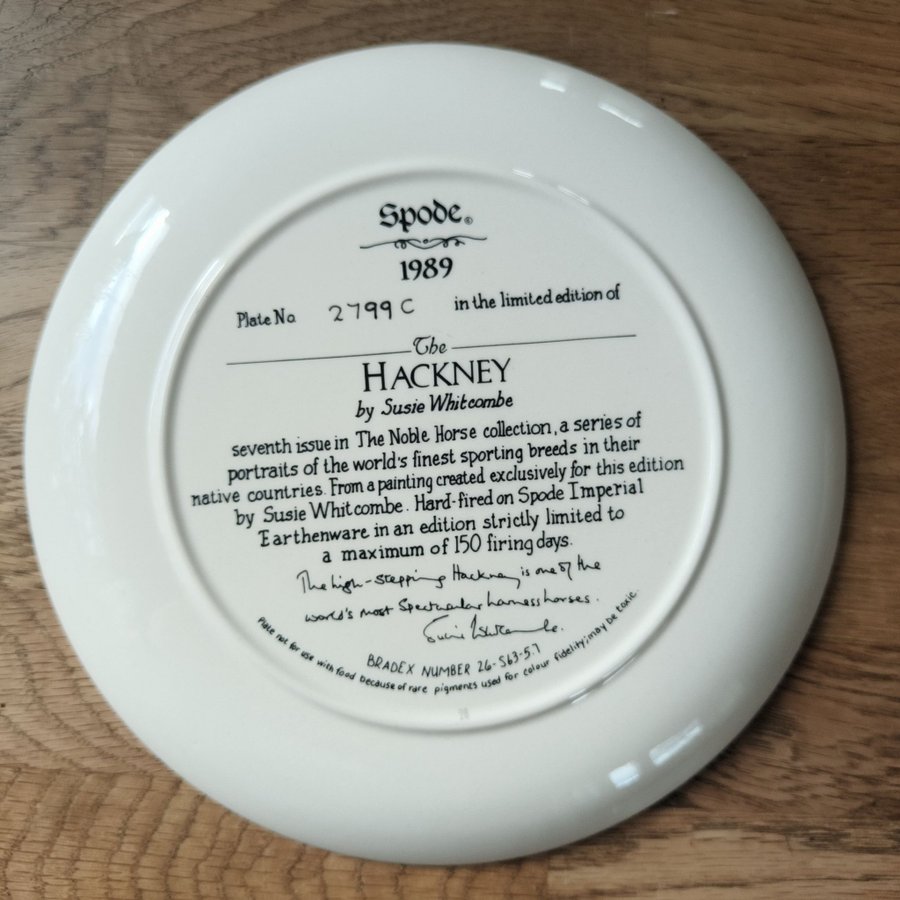 Spode®
1989
Plate No. 2799C in the limited edition of
The
HACKNEY
by Susie Whitcombe
seventh issue in The Noble Horse collection, a series of
portraits of the world's finest sporting breeds in their
native countries. From a painting created exclusively for this edition
by Susie Whitcombe. Hard-fired on Spode Imperial
Earthenware in an edition strictly limited to
a maximum of 150 firing days.
The high-stepping Hackney is one of the
world's most spectacular harness horses.
Susie Whitcombe.
BRADEX NUMBER 26-S63-5.7
Plate not for use with food because of rare pigments used for colour fidelity; may be toxic.